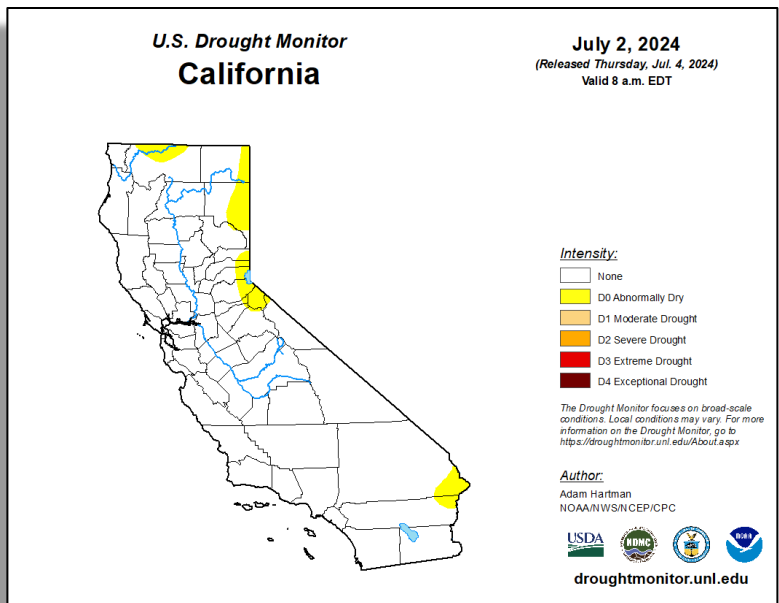 U.S. Drought Monitor
California
July 2, 2024
(Released Thursday, Jul. 4, 2024)
Valid 8 a.m. EDT
Intensity:
None
D0 Abnormally Dry
D1 Moderate Drought
D2 Severe Drought
D3 Extreme Drought
D4 Exceptional Drought
The Drought Monitor focuses on broad-scale
conditions. Local conditions may vary. For more
information on the Drought Monitor, go to
https://droughtmonitor.unl.edu/About.aspx
Author:
Adam Hartman
NOAA/NWS/NCEP/CPC
USDA
NDMC
NOAA
droughtmonitor.unl.edu